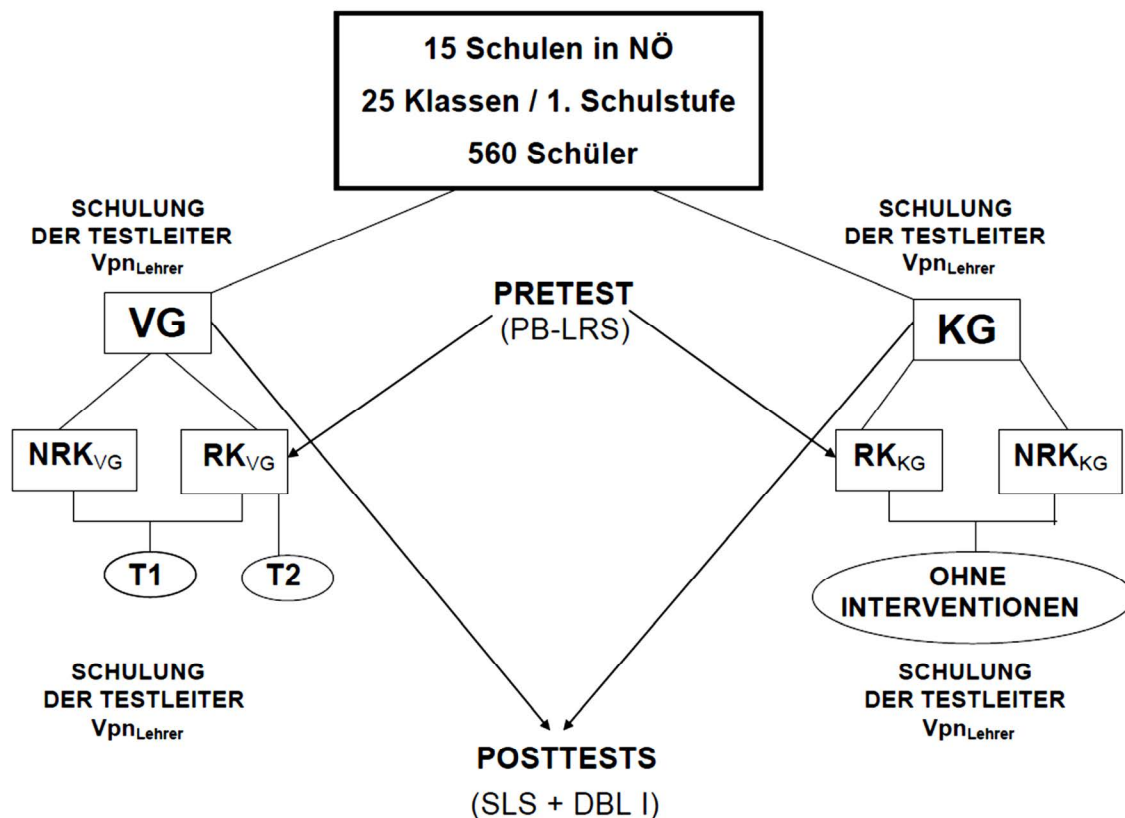 15 Schulen in NÖ
25 Klassen / 1. Schulstufe
560 Schüler
SCHULUNG
DER TESTLEITER
VpnLehrer
SCHULUNG
DER TESTLEITER
VpnLehrer
VG
PRETEST
(PB-LRS)
KG
NRKVG
RKVG
RKKG
NRKKG
T1
T2
OHNE
INTERVENTIONEN
SCHULUNG
DER TESTLEITER
VpnLehrer
SCHULUNG
DER TESTLEITER
VpnLehrer
POSTTESTS
(SLS + DBL I)